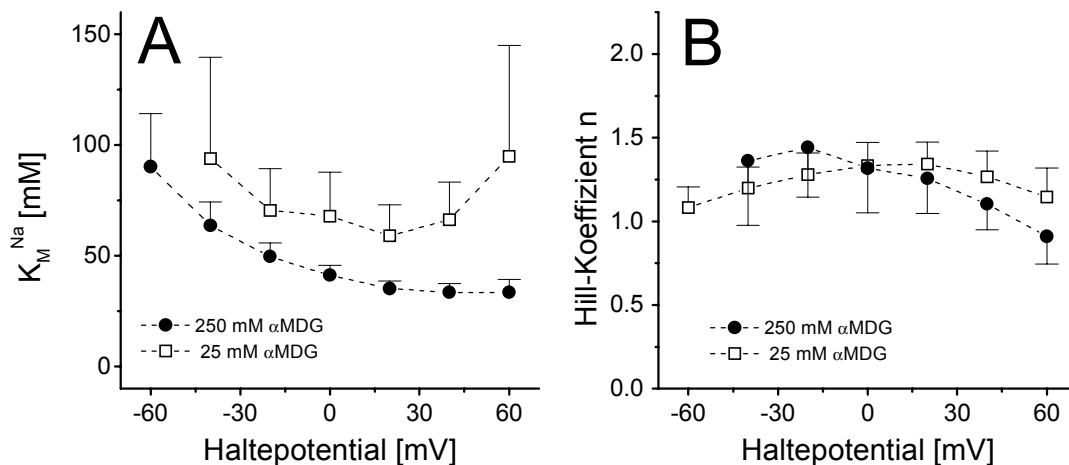 A
150
100
50
0
K_M^Na [mM]
250 mM αMDG
25 mM αMDG
-60 -30 0 30 60
Haltepotential [mV]
B
2.0
1.5
1.0
0.5
0.0
Hill-Koeffizient n
250 mM αMDG
25 mM αMDG
-60 -30 0 30 60
Haltepotential [mV]